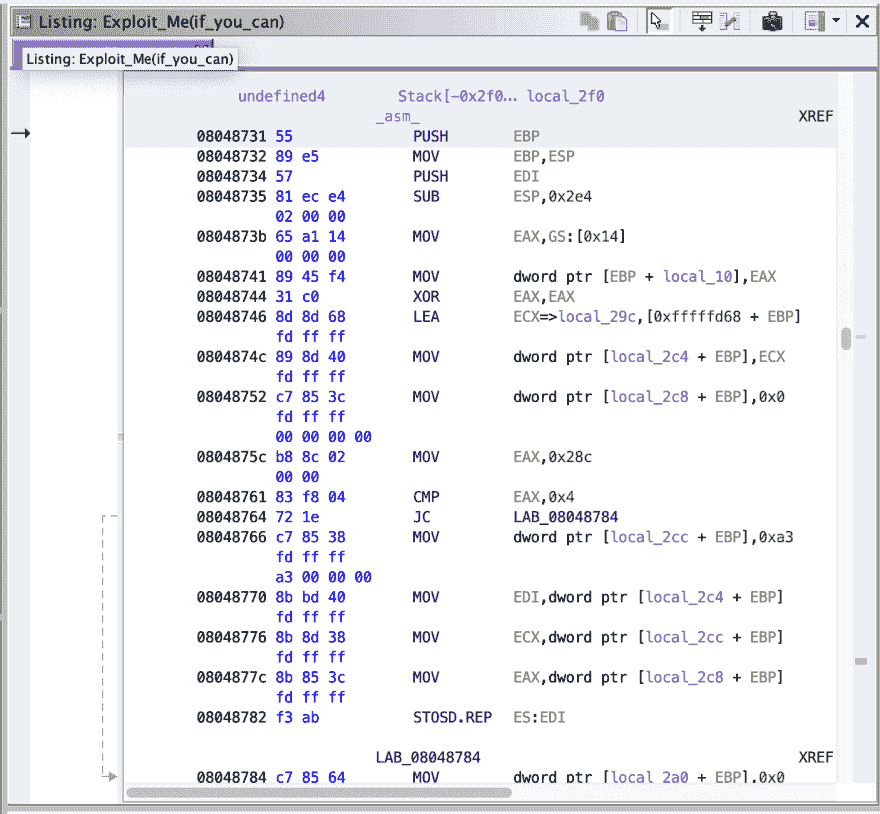 Listing: Exploit_Me(if_you_can)
Listing: Exploit_Me(if_you_can)
undefined4 Stack[-0x2f0... local_2f0
_asm_ XREF
08048731 55 PUSH EBP
08048732 89 e5 MOV EBP,ESP
08048734 57 PUSH EDI
08048735 81 ec e4 SUB ESP,0x2e4
02 00 00
0804873b 65 a1 14 MOV EAX,GS:[0x14]
00 00 00
08048741 89 45 f4 MOV dword ptr [EBP + local_10],EAX
08048744 31 c0 XOR EAX,EAX
08048746 8d 8d 68 LEA ECX=>local_29c,[0xfffffd68 + EBP]
fd ff ff
0804874c 89 8d 40 MOV dword ptr [local_2c4 + EBP],ECX
fd ff ff
08048752 c7 85 3c MOV dword ptr [local_2c8 + EBP],0x0
fd ff ff
00 00 00 00
0804875c b8 8c 02 MOV EAX,0x28c
00 00
08048761 83 f8 04 CMP EAX,0x4
08048764 72 1e JC LAB_08048784
08048766 c7 85 38 MOV dword ptr [local_2cc + EBP],0xa3
fd ff ff
a3 00 00 00
08048770 8b bd 40 MOV EDI,dword ptr [local_2c4 + EBP]
fd ff ff
08048776 8b 8d 38 MOV ECX,dword ptr [local_2cc + EBP]
fd ff ff
0804877c 8b 85 3c MOV EAX,dword ptr [local_2c8 + EBP]
fd ff ff
08048782 f3 ab STOSD.REP ES:EDI
LAB_08048784 XREF
08048784 c7 85 64 MOV dword ptr [local_2a0 + EBP],0x0